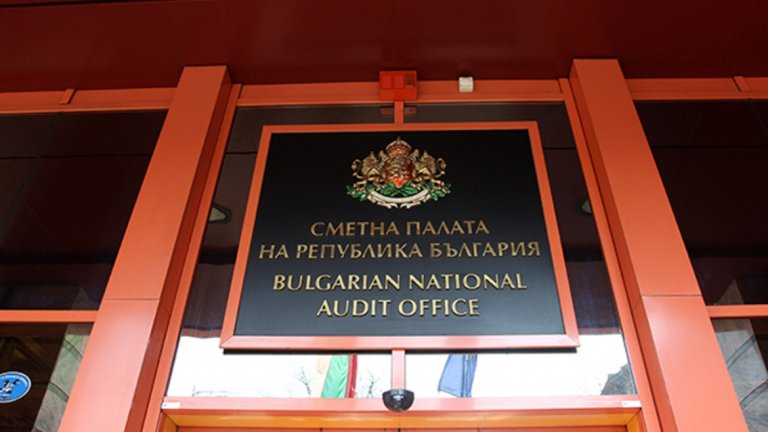 СМЕТНА ПАЛАТА
НА РЕПУБЛИКА БЪЛГАРИЯ
BULGARIAN NATIONAL
AUDIT OFFICE